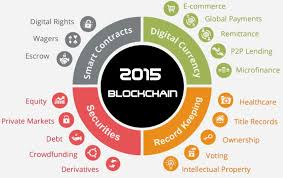 2015
BLOCKCHAIN
Smart Contracts
Digital Rights
Wagers
Escrow
Digital Currency
E-commerce
Global Payments
Remittance
P2P Lending
Microfinance
Securities
Equity
Private Markets
Debt
Crowdfunding
Derivatives
Record Keeping
Healthcare
Title Records
Ownership
Voting
Intellectual Property